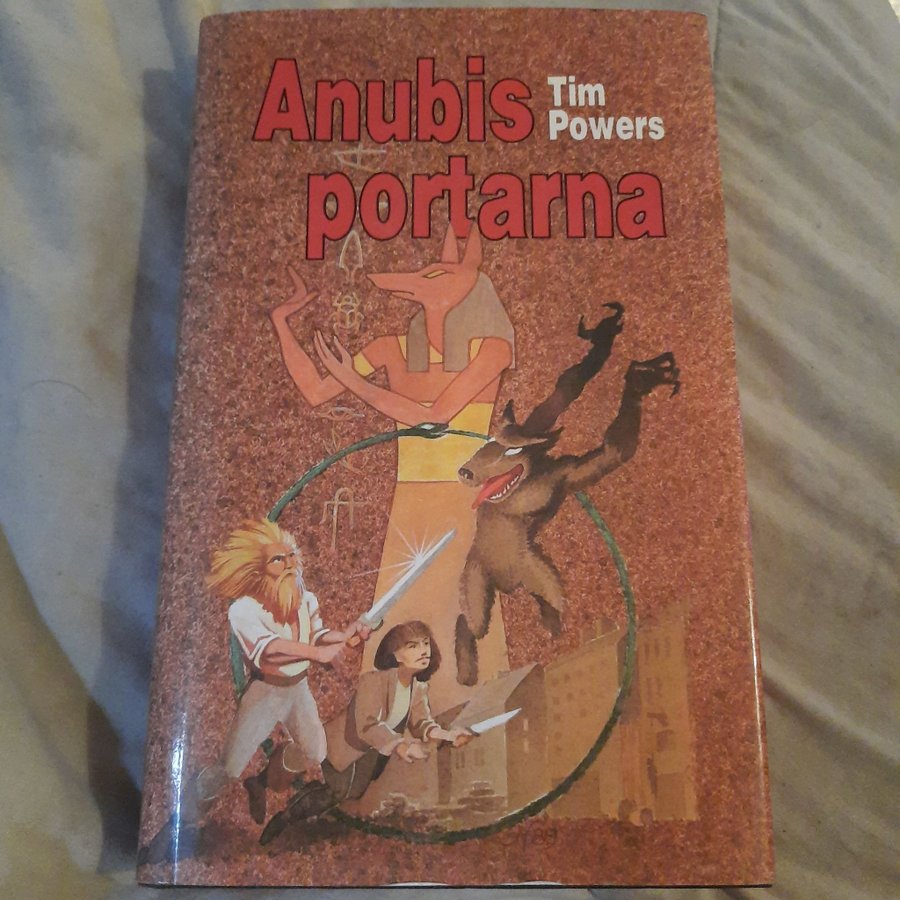 Anubis
Tim
Powers
portarna